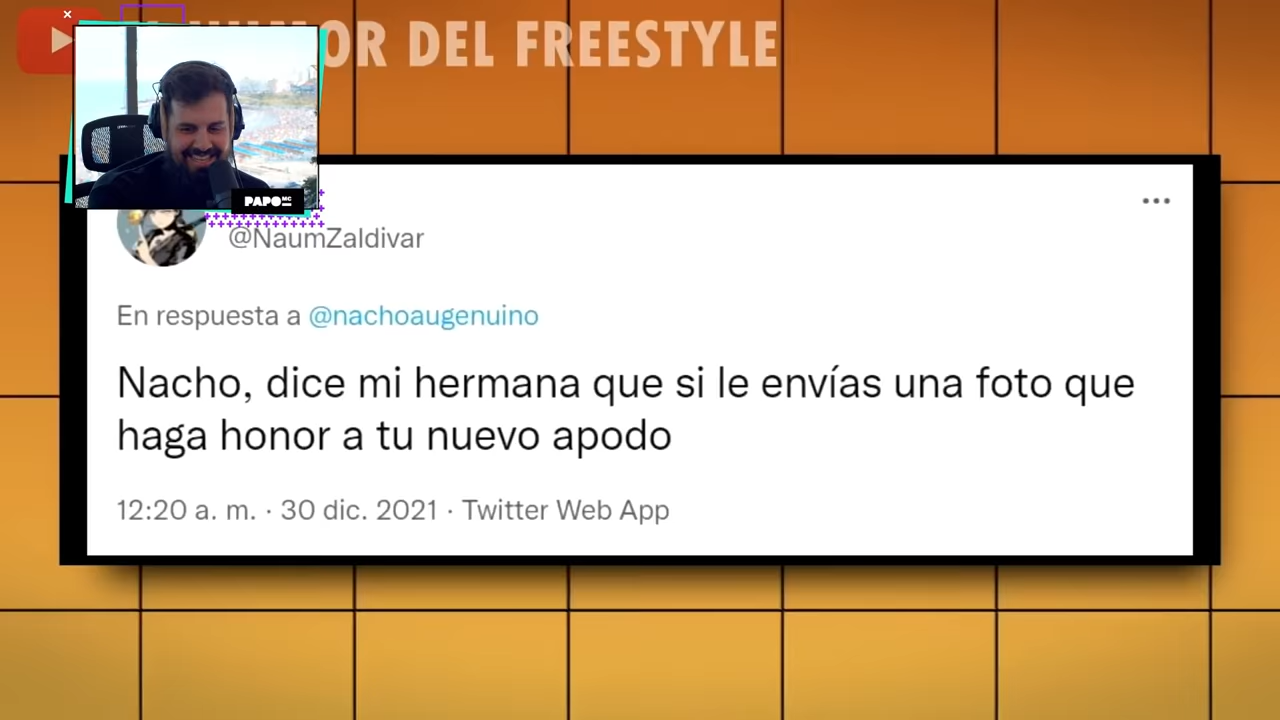 OR DEL FREESTYLE
PAPO MC
@NaumZaldivar
En respuesta a @nachoaugenuino
Nacho, dice mi hermana que si le envías una foto que
haga honor a tu nuevo apodo
12:20 a. m. · 30 dic. 2021 · Twitter Web App